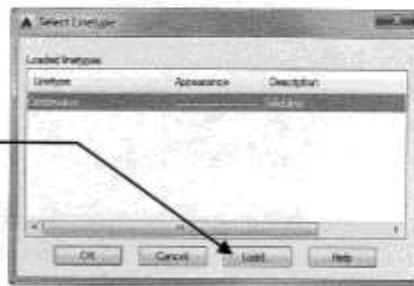 Select Linetype
Loaded linetypes
Linetype Appearance Description
Continuous Solid line
OK Cancel Load... Help